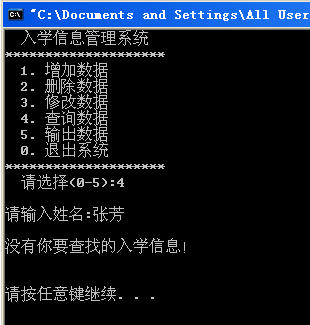 "C:\Documents and Settings\All User
入学信息管理系统
********************
1. 增加数据
2. 删除数据
3. 修改数据
4. 查询数据
5. 输出数据
0. 退出系统
********************
请选择(0-5):4
请输入姓名:张芳
没有你要查找的入学信息!
请按任意键继续. . .